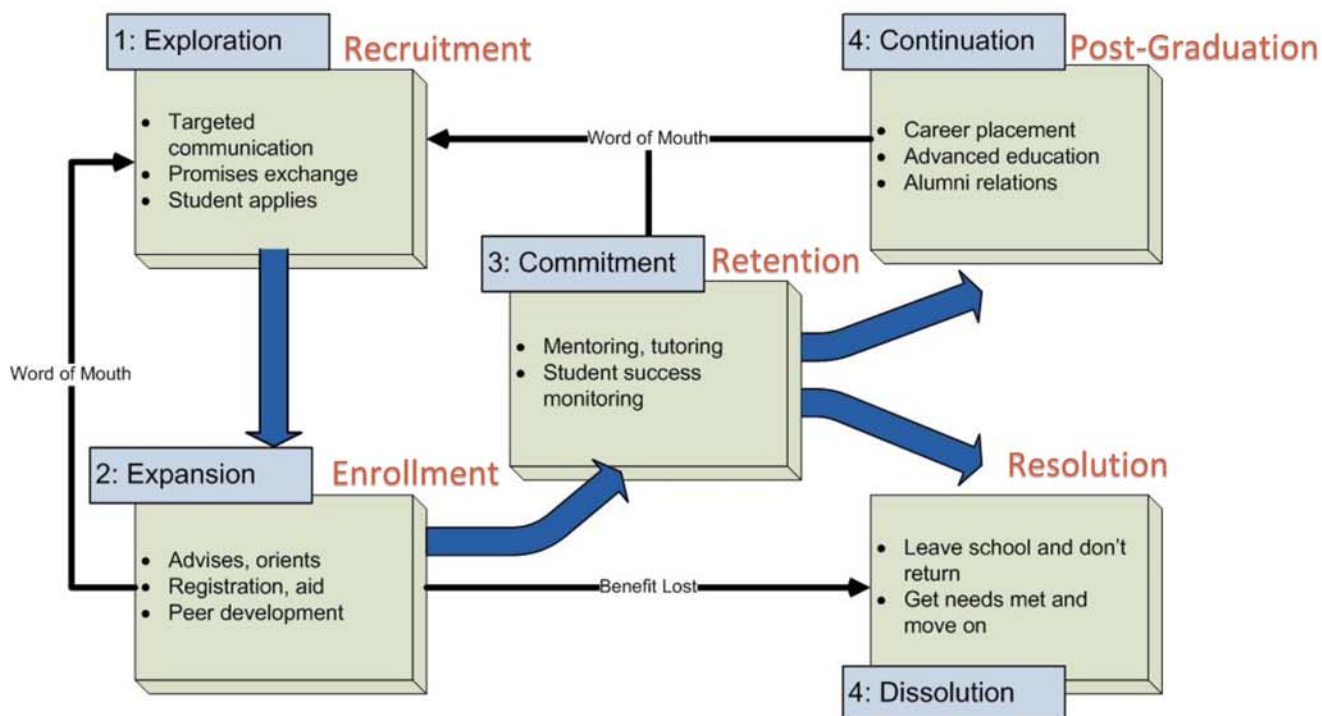 1: Exploration
Recruitment
• Targeted
communication
• Promises exchange
• Student applies
4: Continuation
Post-Graduation
• Career placement
• Advanced education
• Alumni relations
Word of Mouth
3: Commitment
Retention
• Mentoring, tutoring
• Student success
monitoring
Word of Mouth
2: Expansion
Enrollment
• Advises, orients
• Registration, aid
• Peer development
Benefit Lost
Resolution
• Leave school and don't
return
• Get needs met and
move on
4: Dissolution